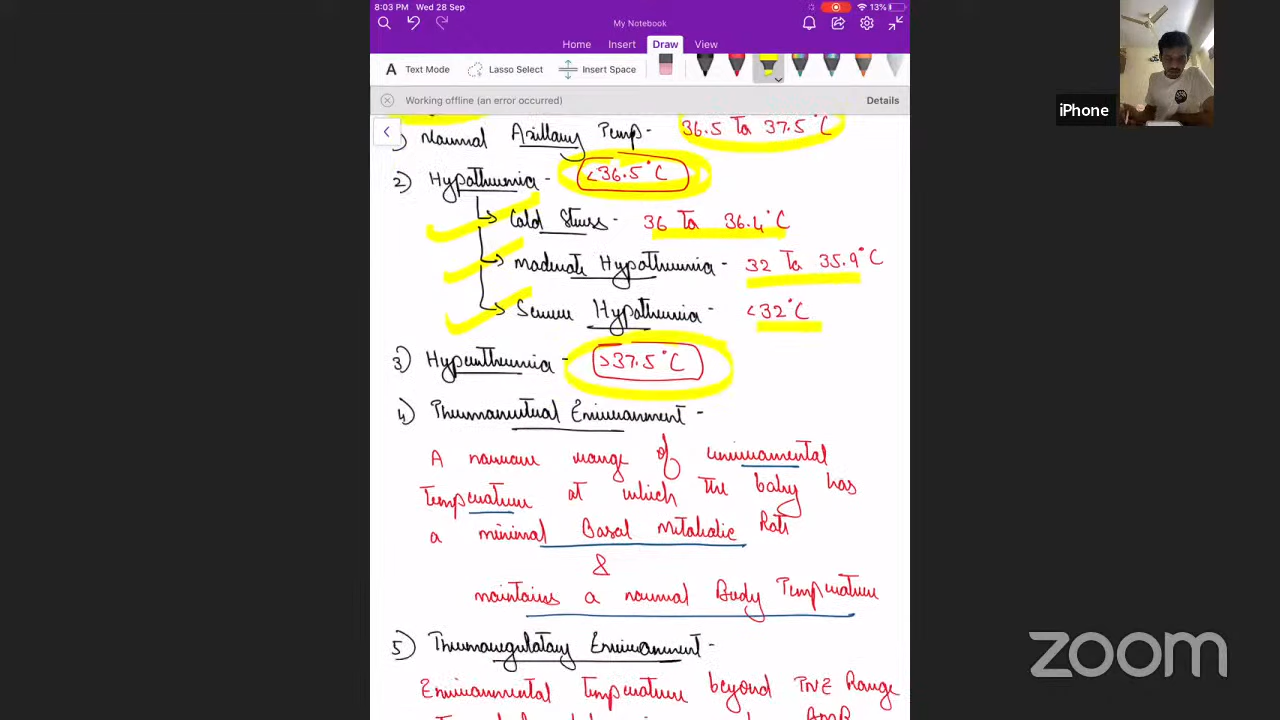 8:03 PM Wed 28 Sep
13%
My Notebook
Home Insert Draw View
A Text Mode Lasso Select Insert Space
Working offline (an error occurred) Details
1) Normal Axillary Temp - 36.5 To 37.5°C
2) Hypothermia - <36.5°C
Cold Stress - 36 To 36.4°C
Moderate Hypothermia - 32 To 35.9°C
Severe Hypothermia - <32°C
3) Hyperthermia - >37.5°C
4) Thermoneutral Environment -
A narrow range of environmental
temperature at which the baby has
a minimal Basal Metabolic Rate
&
maintains a normal Body Temperature
5) Thermoregulatory Environment -
Environmental temperature beyond TNE Range
iPhone
zoom